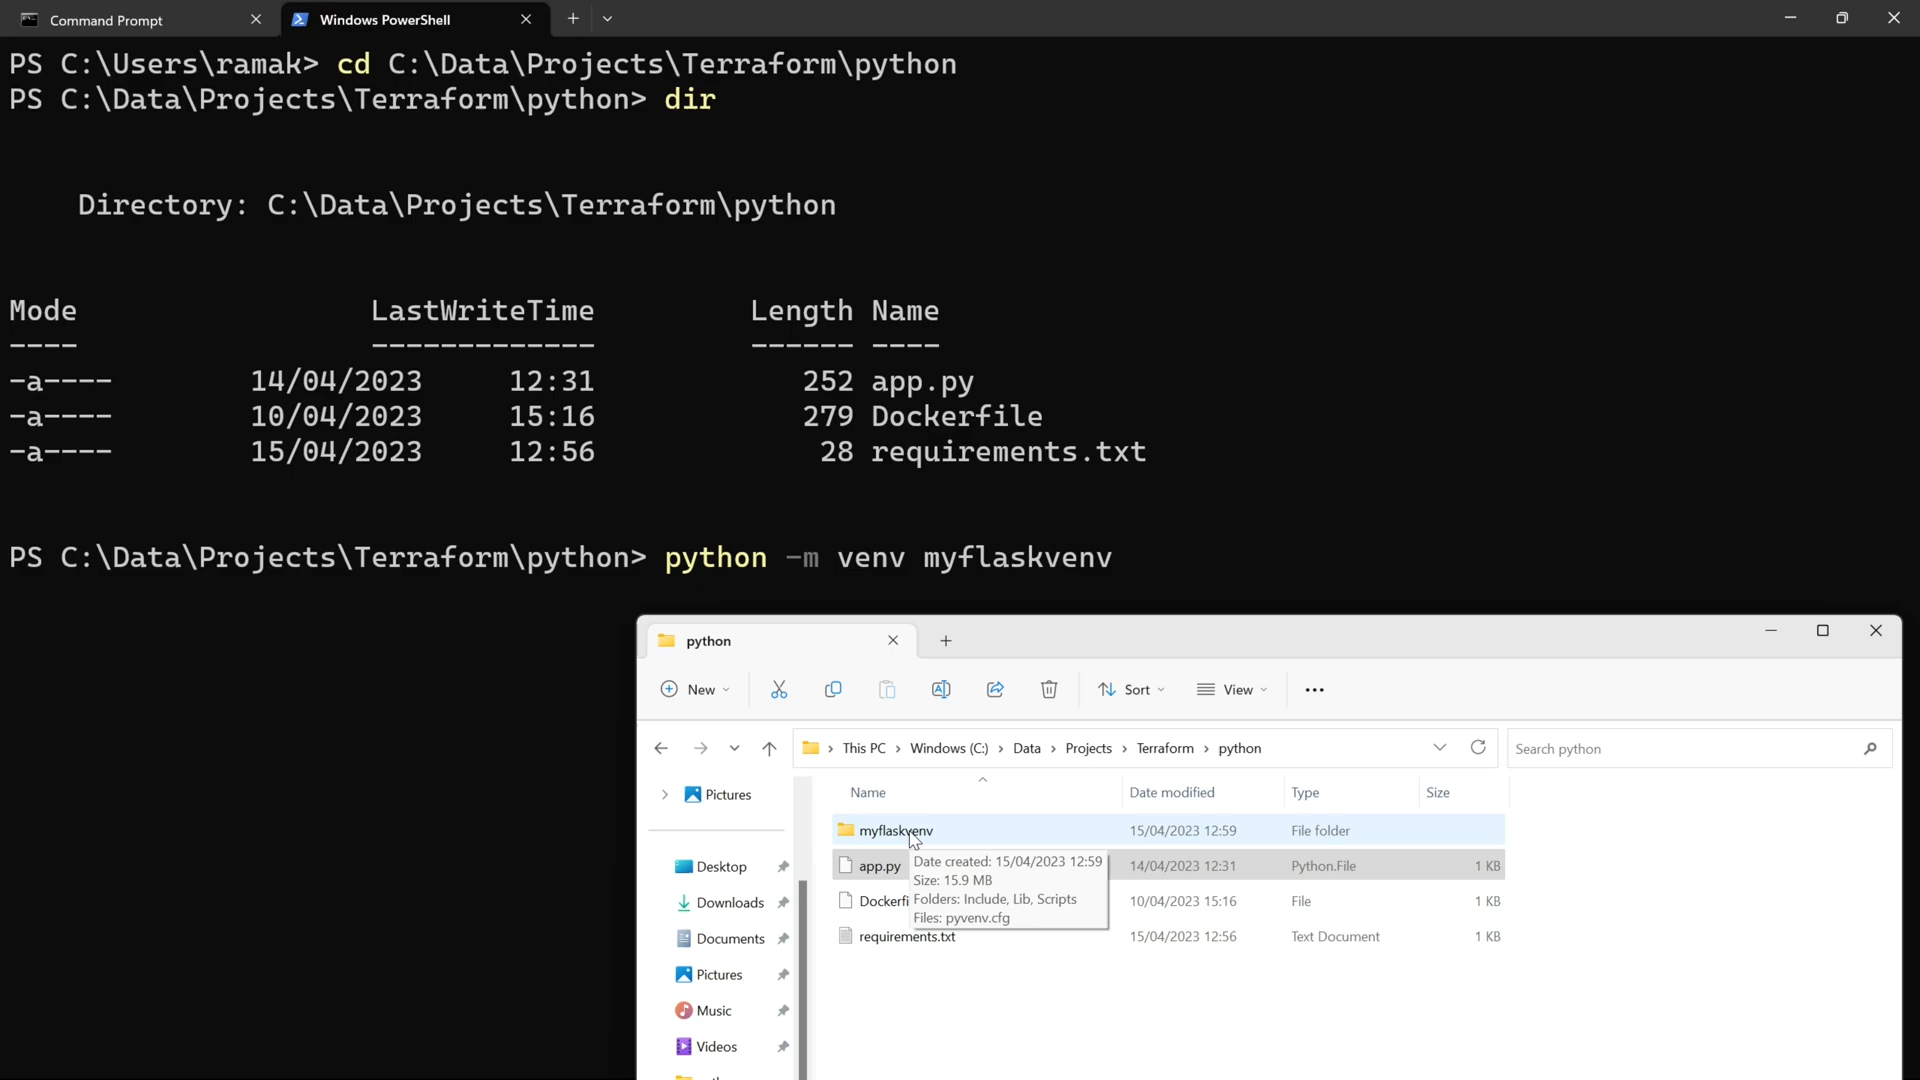 Command Prompt
Windows PowerShell
PS C:\Users\ramak> cd C:\Data\Projects\Terraform\python
PS C:\Data\Projects\Terraform\python> dir
Directory: C:\Data\Projects\Terraform\python
Mode LastWriteTime Length Name
---- ------------- ------ ----
-a---- 14/04/2023 12:31 252 app.py
-a---- 10/04/2023 15:16 279 Dockerfile
-a---- 15/04/2023 12:56 28 requirements.txt
PS C:\Data\Projects\Terraform\python> python -m venv myflaskvenv
python
New
Sort
View
This PC > Windows (C:) > Data > Projects > Terraform > python
Search python
Pictures
Desktop
Downloads
Documents
Pictures
Music
Videos
Name Date modified Type Size
myflaskvenv 15/04/2023 12:59 File folder
app.py 14/04/2023 12:31 Python.File 1 KB
Dockerfi 10/04/2023 15:16 File 1 KB
requirements.txt 15/04/2023 12:56 Text Document 1 KB
Date created: 15/04/2023 12:59
Size: 15.9 MB
Folders: Include, Lib, Scripts
Files: pyvenv.cfg